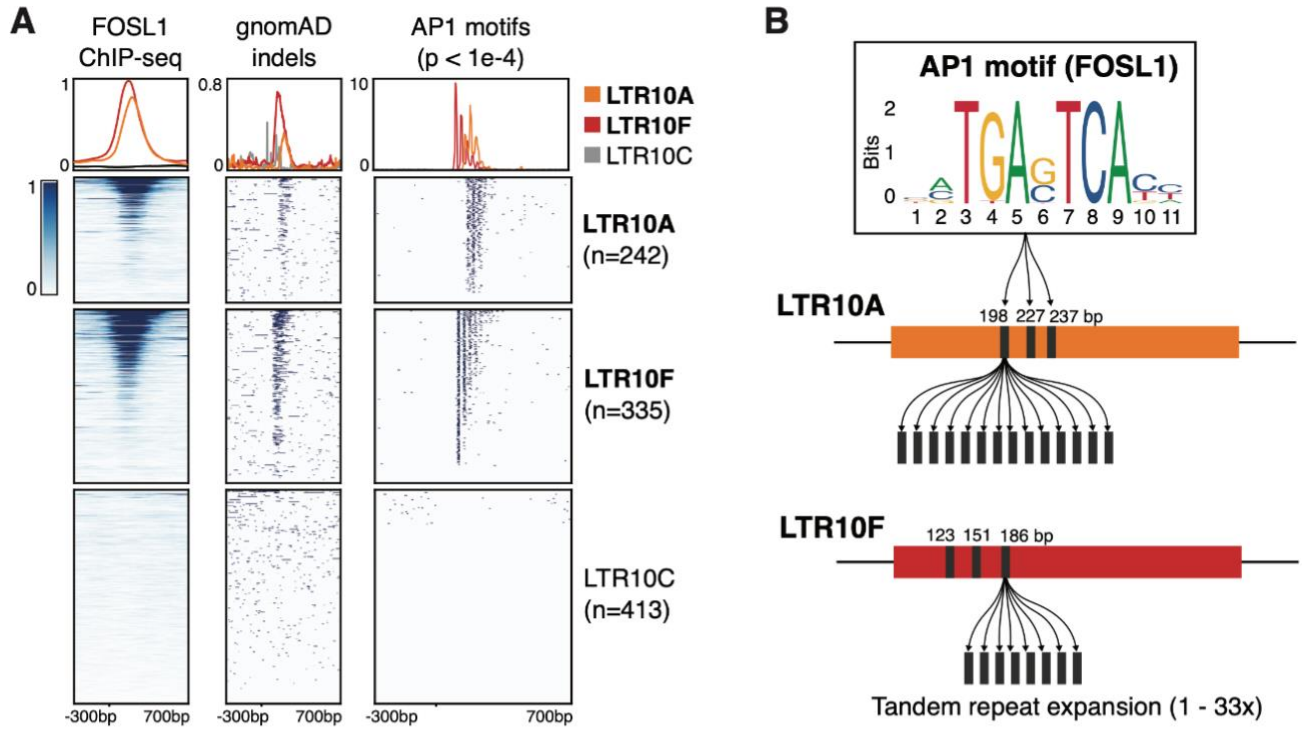 A
FOSL1
ChIP-seq
gnomAD
indels
AP1 motifs
(p < 1e-4)
1
0
0.8
0
10
0
LTR10A
LTR10F
LTR10C
1
0
LTR10A
(n=242)
LTR10F
(n=335)
LTR10C
(n=413)
-300bp 700bp
-300bp 700bp
-300bp 700bp
B
AP1 motif (FOSL1)
Bits
2
1
0
TGAGTCA
1 2 3 4 5 6 7 8 9 10 11
LTR10A
198 227 237 bp
LTR10F
123 151 186 bp
Tandem repeat expansion (1 - 33x)